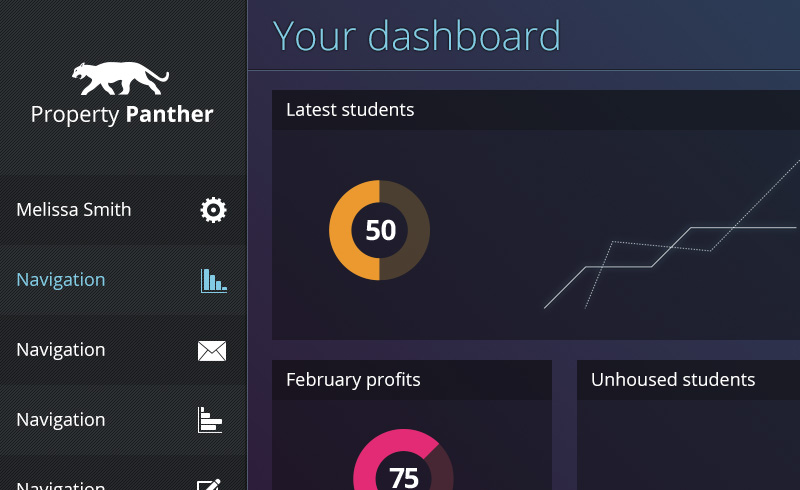 Property Panther
Melissa Smith
Navigation
Navigation
Navigation
Navigation
Your dashboard
Latest students
50
February profits
75
Unhoused students